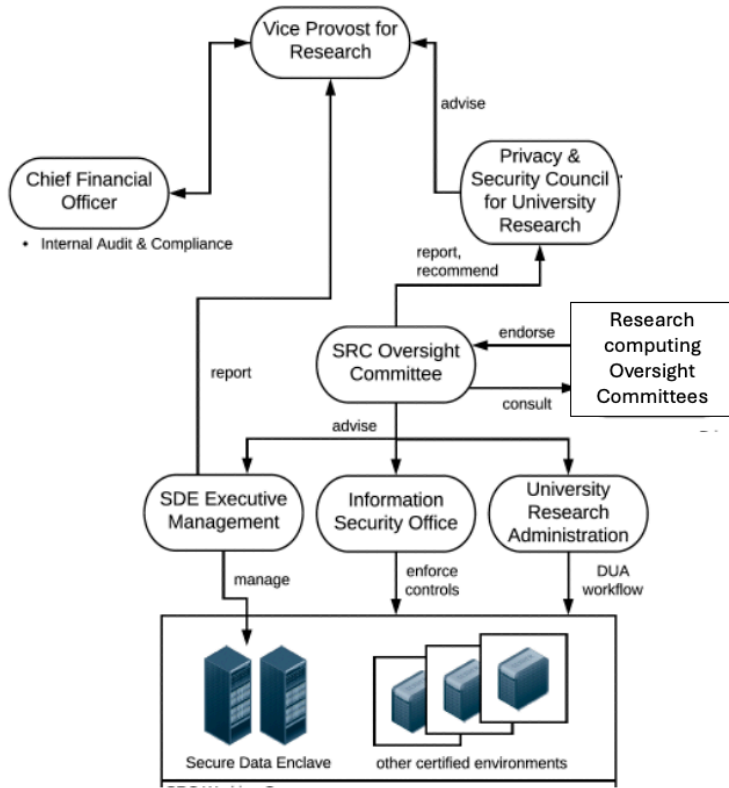 Vice Provost for
Research
advise
Privacy &
Security Council
for University
Research
Chief Financial
Officer
• Internal Audit & Compliance
report,
recommend
Research
computing
Oversight
Committees
endorse
SRC Oversight
Committee
consult
report
advise
SDE Executive
Management
Information
Security Office
University
Research
Administration
manage
enforce
controls
DUA
workflow
Secure Data Enclave
other certified environments